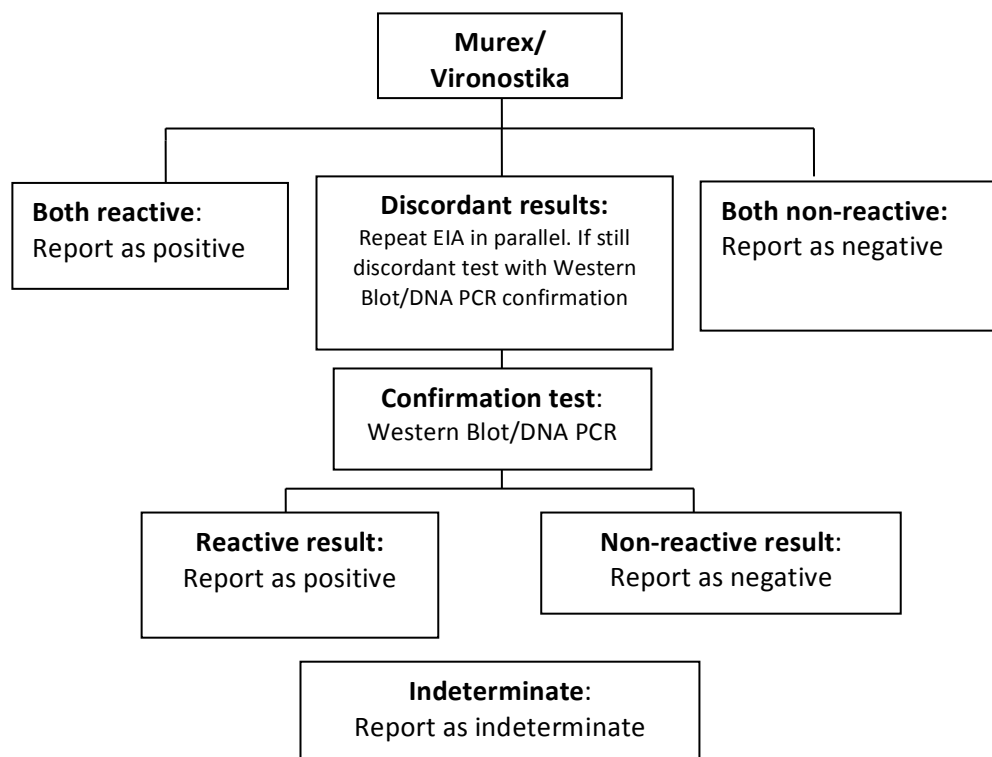 Murex/
Vironostika
Both reactive:
Report as positive
Discordant results:
Repeat EIA in parallel. If still
discordant test with Western
Blot/DNA PCR confirmation
Both non-reactive:
Report as negative
Confirmation test:
Western Blot/DNA PCR
Reactive result:
Report as positive
Non-reactive result:
Report as negative
Indeterminate:
Report as indeterminate